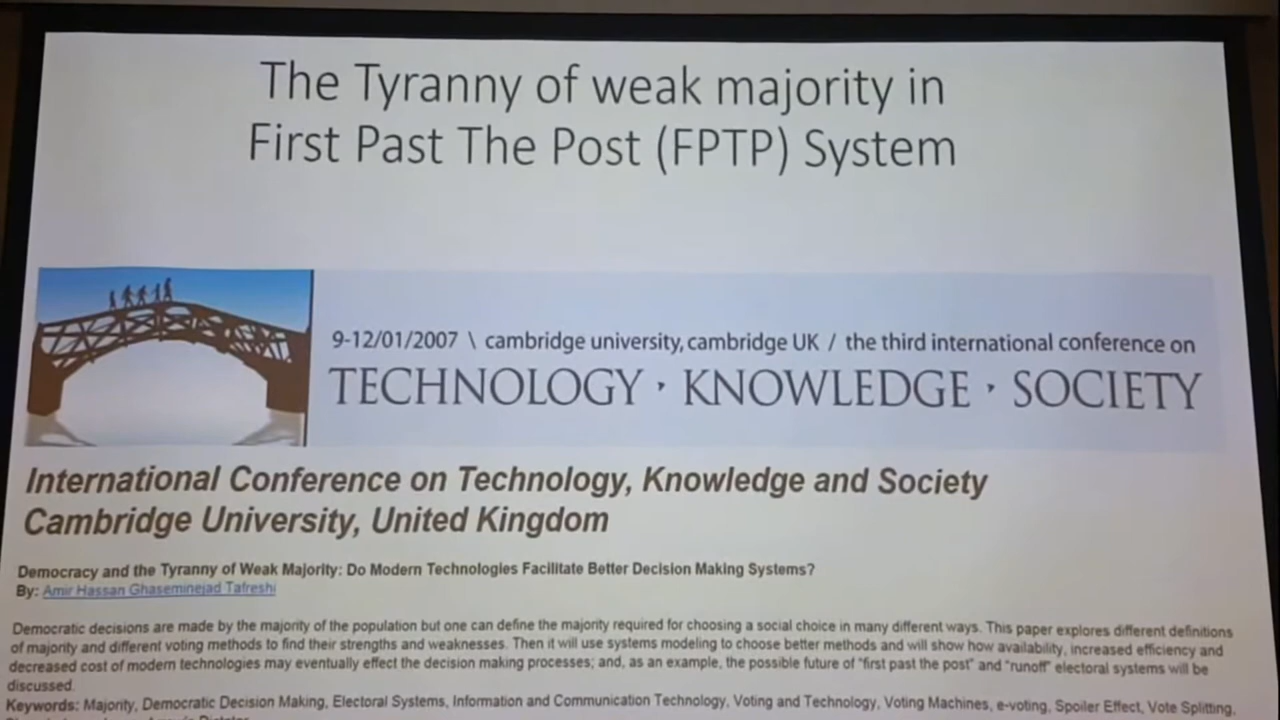 The Tyranny of weak majority in
First Past The Post (FPTP) System
9-12/01/2007 \ cambridge university, cambridge UK / the third international conference on
TECHNOLOGY · KNOWLEDGE · SOCIETY
International Conference on Technology, Knowledge and Society
Cambridge University, United Kingdom
Democracy and the Tyranny of Weak Majority: Do Modern Technologies Facilitate Better Decision Making Systems?
By: Amir Hassan Ghaseminejad Tafreshi
Democratic decisions are made by the majority of the population but one can define the majority required for choosing a social choice in many different ways. This paper explores different definitions
of majority and different voting methods to find their strengths and weaknesses. Then it will use systems modeling to choose better methods and will show how availability, increased efficiency and
decreased cost of modern technologies may eventually effect the decision making processes; and, as an example, the possible future of "first past the post" and "runoff" electoral systems will be
discussed.
Keywords: Majority, Democratic Decision Making, Electoral Systems, Information and Communication Technology, Voting and Technology, Voting Machines, e-voting, Spoiler Effect, Vote Splitting,